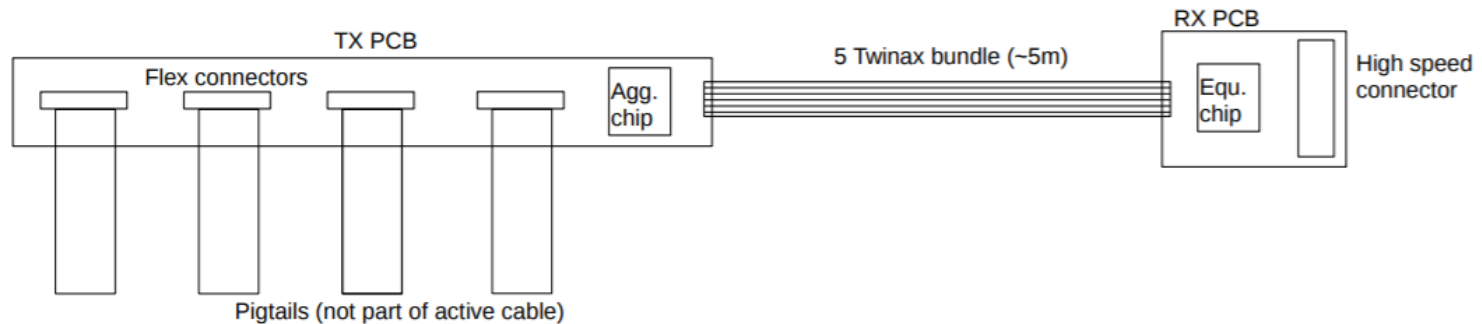 RX PCB
TX PCB
5 Twinax bundle (~5m)
Flex connectors
High speed
connector
Agg.
chip
Equ.
chip
Pigtails (not part of active cable)